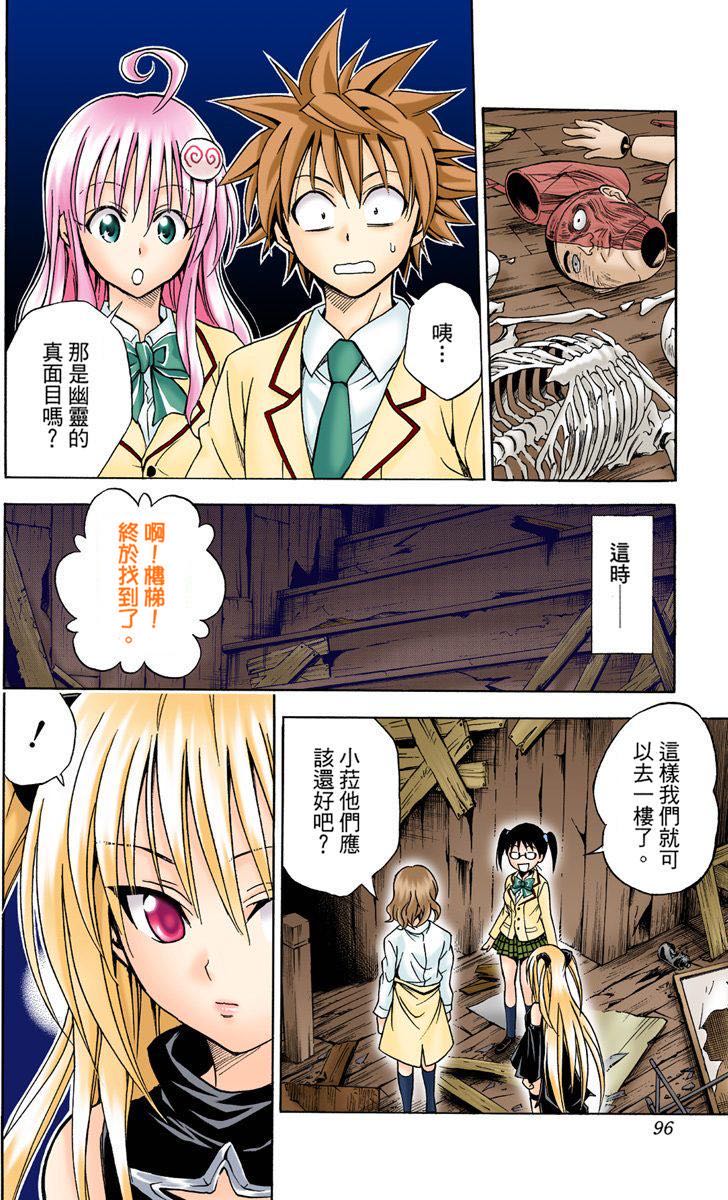 咦…
那是幽靈的
真面目嗎？
這時——
啊！樓梯！
終於找到了。
這樣我們就可
以去一樓了。
小菈他們應
該還好吧？
！
96